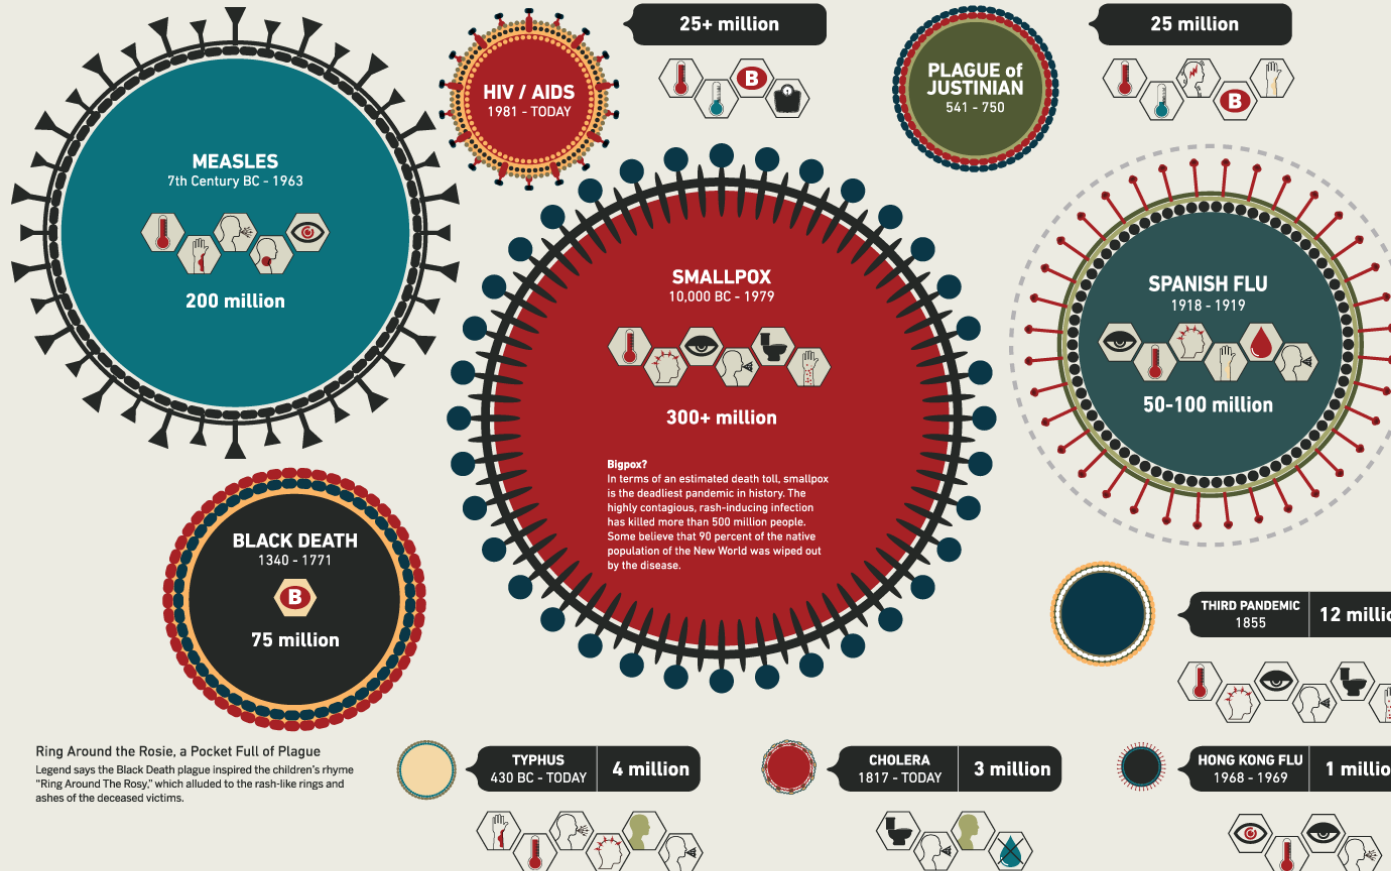 MEASLES
7th Century BC - 1963
200 million
HIV / AIDS
1981 - TODAY
25+ million
B
PLAGUE of
JUSTINIAN
541 - 750
25 million
B
SMALLPOX
10,000 BC - 1979
300+ million
Bigpox?
In terms of an estimated death toll, smallpox
is the deadliest pandemic in history. The
highly contagious, rash-inducing infection
has killed more than 500 million people.
Some believe that 90 percent of the native
population of the New World was wiped out
by the disease.
SPANISH FLU
1918 - 1919
50-100 million
BLACK DEATH
1340 - 1771
B
75 million
THIRD PANDEMIC
1855
12 millio
Ring Around the Rosie, a Pocket Full of Plague
Legend says the Black Death plague inspired the children's rhyme
"Ring Around The Rosy," which alluded to the rash-like rings and
ashes of the deceased victims.
TYPHUS
430 BC - TODAY
4 million
CHOLERA
1817 - TODAY
3 million
HONG KONG FLU
1968 - 1969
1 millio